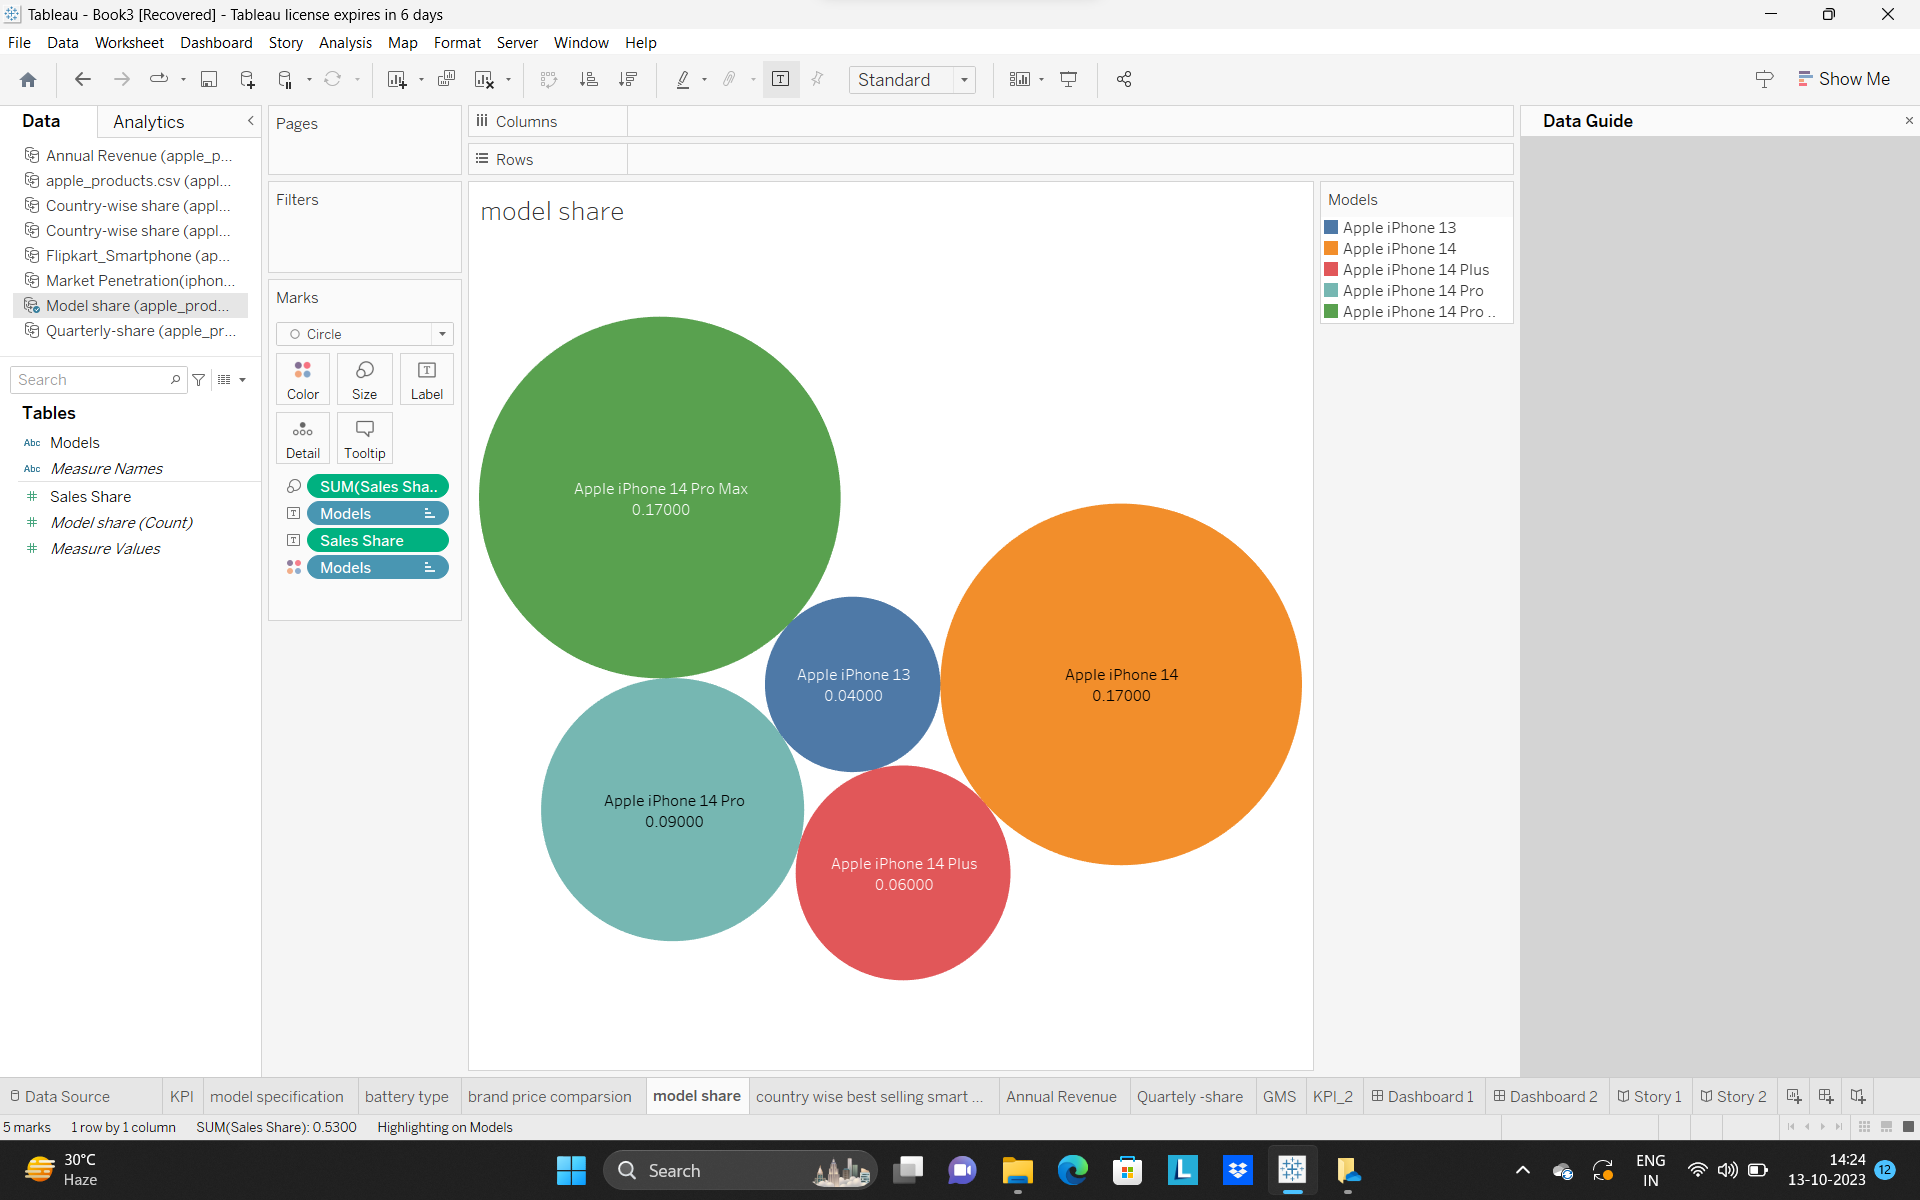 Tableau - Book3 [Recovered] - Tableau license expires in 6 days
File Data Worksheet Dashboard Story Analysis Map Format Server Window Help
Standard
Show Me
Data Analytics
Annual Revenue (apple_p...
apple_products.csv (appl...
Country-wise share (appl...
Country-wise share (appl...
Flipkart_Smartphone (ap...
Market Penetration(iphon...
Model share (apple_prod...
Quarterly-share (apple_pr...
Search
Tables
Abc Models
Abc Measure Names
# Sales Share
# Model share (Count)
# Measure Values
Pages
Filters
Marks
Circle
Color Size Label
Detail Tooltip
SUM(Sales Sha..
Models
Sales Share
Models
Columns
Rows
model share
Apple iPhone 14 Pro Max
0.17000
Apple iPhone 13
0.04000
Apple iPhone 14
0.17000
Apple iPhone 14 Pro
0.09000
Apple iPhone 14 Plus
0.06000
Models
Apple iPhone 13
Apple iPhone 14
Apple iPhone 14 Plus
Apple iPhone 14 Pro
Apple iPhone 14 Pro ..
Data Guide
Data Source KPI model specification battery type brand price comparsion model share country wise best selling smart ... Annual Revenue Quartely -share GMS KPI_2 Dashboard 1 Dashboard 2 Story 1 Story 2
5 marks 1 row by 1 column SUM(Sales Share): 0.5300 Highlighting on Models
30°C
Haze
Search
L
ENG
IN
14:24
13-10-2023
12